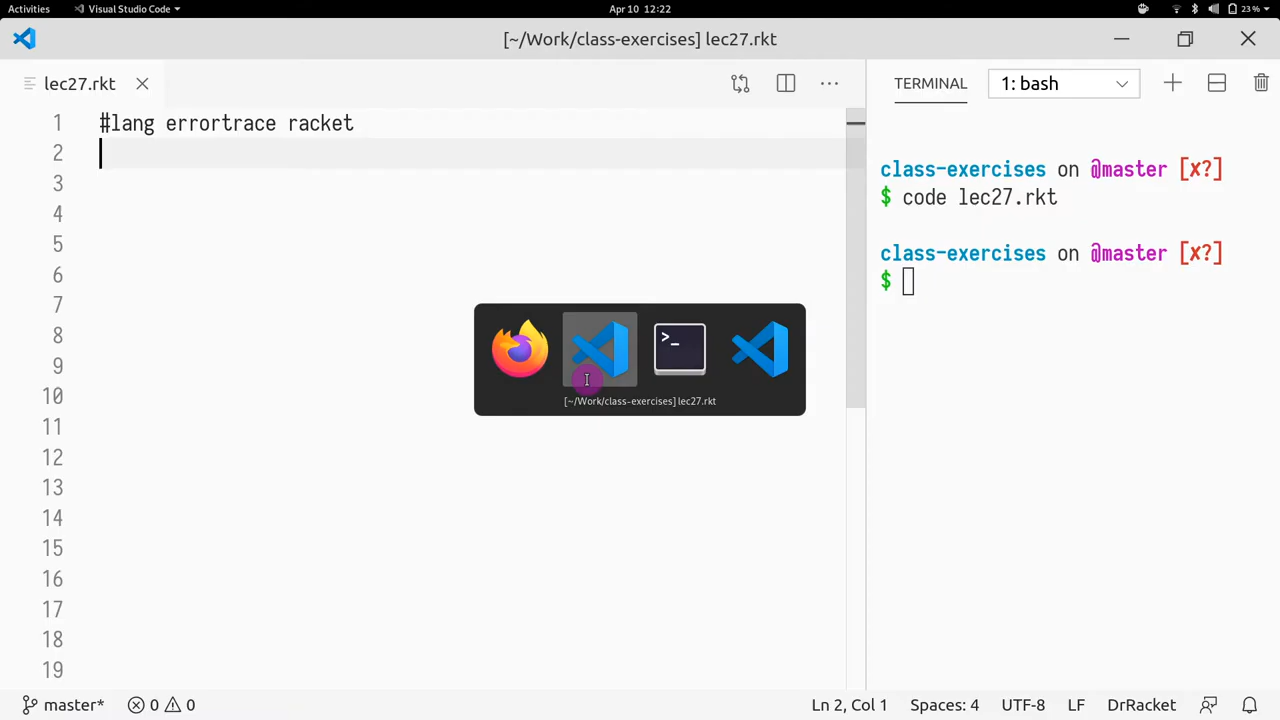 Activities
Visual Studio Code
Apr 10 12:22
23%
[~/Work/class-exercises] lec27.rkt
lec27.rkt
TERMINAL
1: bash
1 #lang errortrace racket
2
3
4
5
6
7
8
9
10
11
12
13
14
15
16
17
18
19
class-exercises on @master [✘?]
$ code lec27.rkt
class-exercises on @master [✘?]
$
>_
[~/Work/class-exercises] lec27.rkt
master*
0
0
Ln 2, Col 1
Spaces: 4
UTF-8
LF
DrRacket